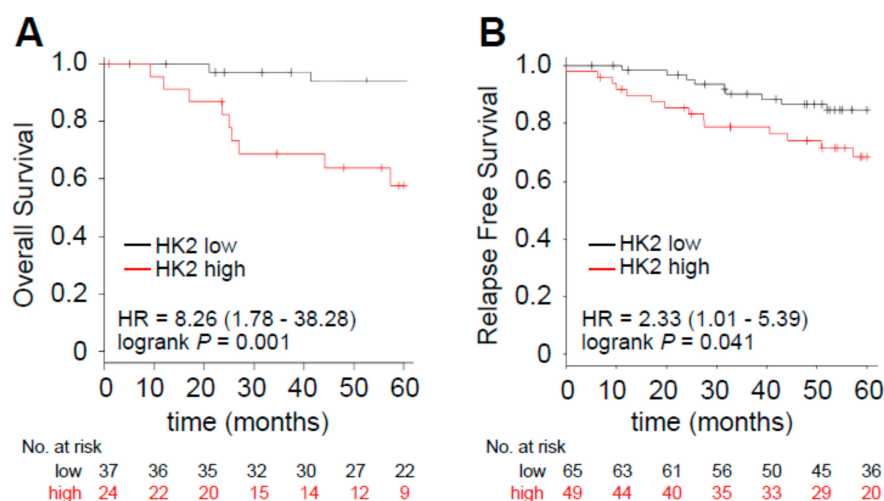 A
Overall Survival
1.0
0.8
0.6
0.4
0.2
0
HK2 low
HK2 high
HR = 8.26 (1.78 - 38.28)
logrank P = 0.001
0 10 20 30 40 50 60
time (months)
No. at risk
low 37 36 35 32 30 27 22
high 24 22 20 15 14 12 9
B
Relapse Free Survival
1.0
0.8
0.6
0.4
0.2
0
HK2 low
HK2 high
HR = 2.33 (1.01 - 5.39)
logrank P = 0.041
0 10 20 30 40 50 60
time (months)
No. at risk
low 65 63 61 56 50 45 36
high 49 44 40 35 33 29 20